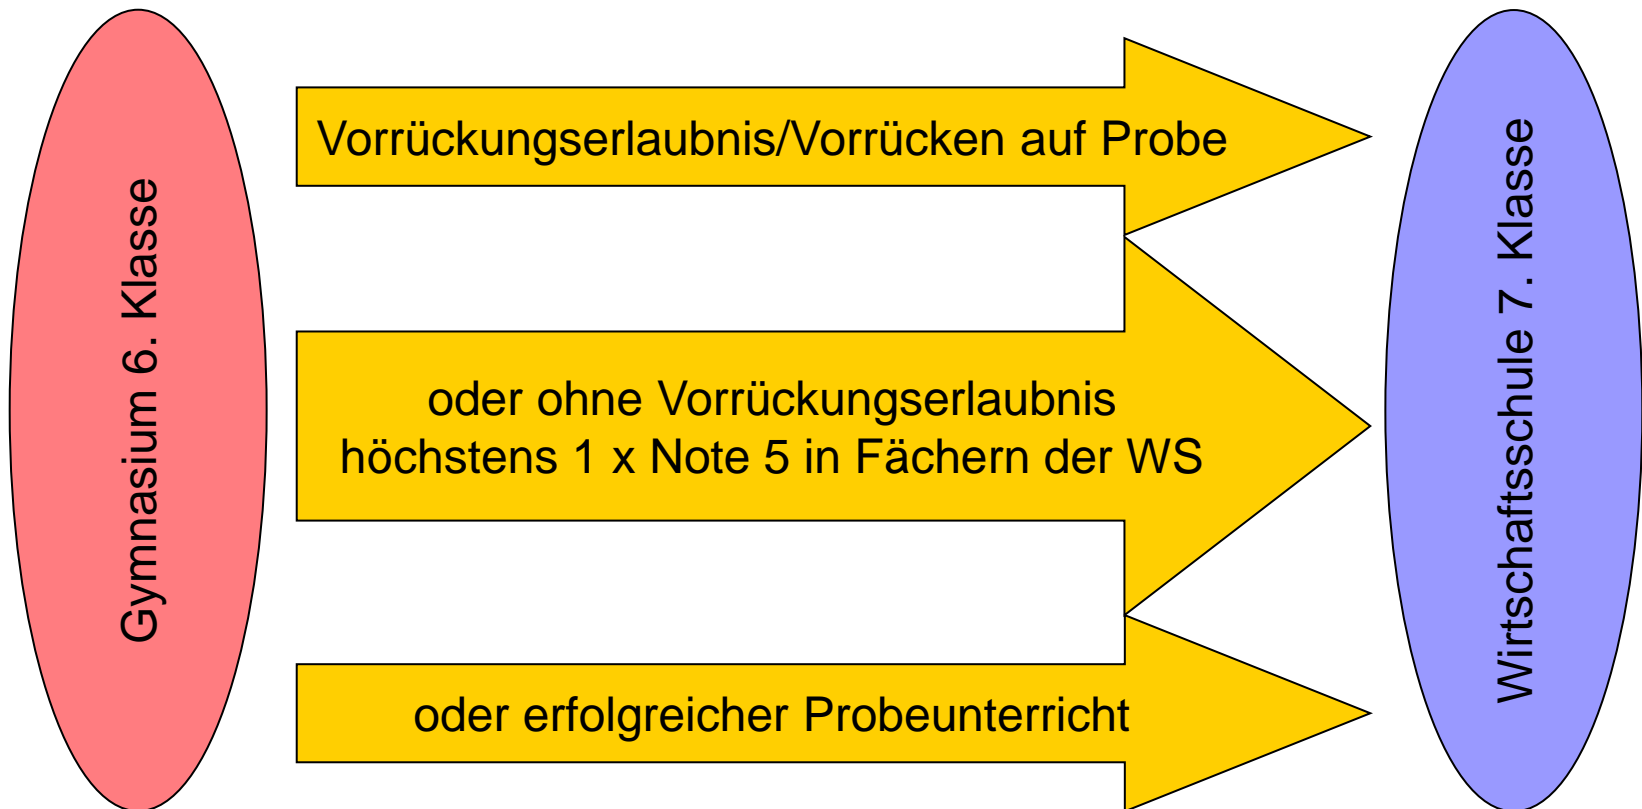 Gymnasium 6. Klasse
Vorrückungserlaubnis/Vorrücken auf Probe
oder ohne Vorrückungserlaubnis
höchstens 1 x Note 5 in Fächern der WS
oder erfolgreicher Probeunterricht
Wirtschaftsschule 7. Klasse